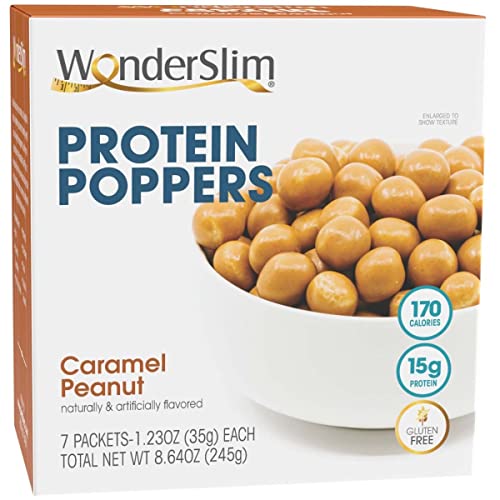 WonderSlim®
PROTEIN
POPPERS
ENLARGED TO
SHOW TEXTURE
170
CALORIES
15g
PROTEIN
GLUTEN
FREE
Caramel
Peanut
naturally & artificially flavored
7 PACKETS-1.23OZ (35g) EACH
TOTAL NET WT 8.64OZ (245g)